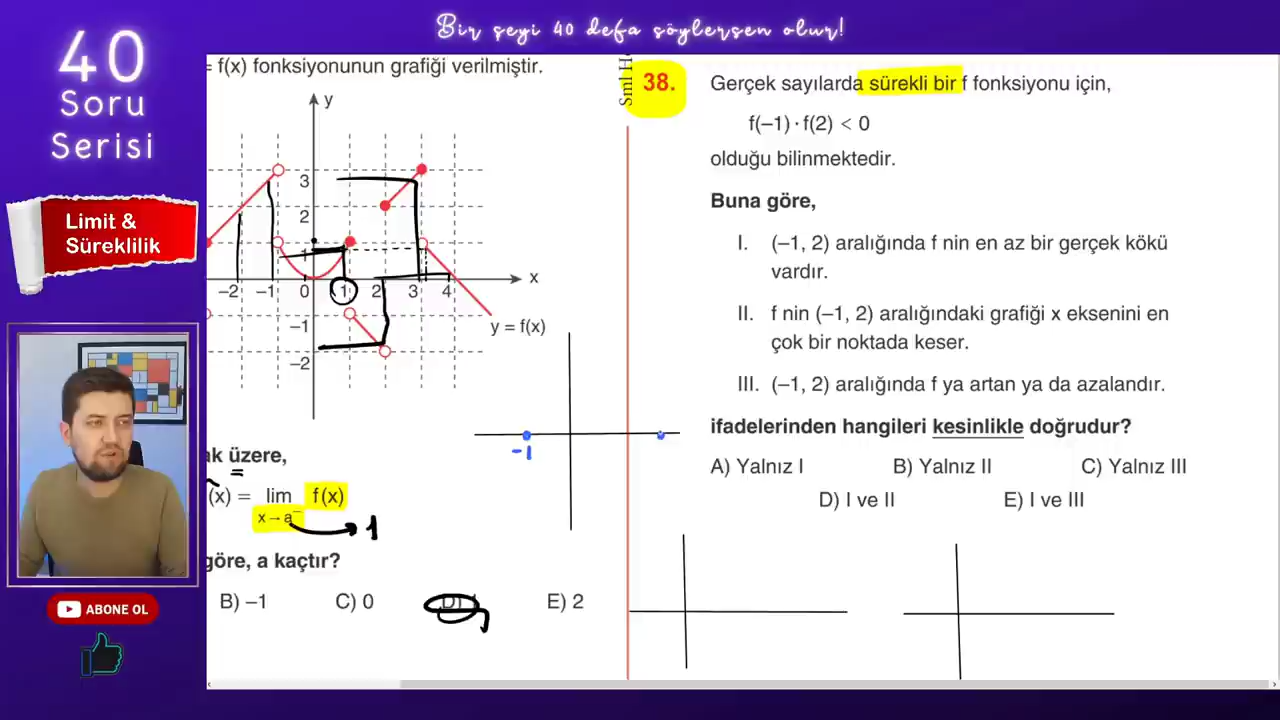 Bir şeyi 40 defa söylersen olur!
40
Soru
Serisi
Limit &
Süreklilik
ABONE OL
= f(x) fonksiyonunun grafiği verilmiştir.
y
3
2
1
–2 –1 0 1 2 3 4 x
–1
y = f(x)
–2
–1
ak üzere,
(x) = lim f(x)
x→a⁻ 1
göre, a kaçtır?
B) –1 C) 0 D) 1 E) 2
Sml H
38. Gerçek sayılarda sürekli bir f fonksiyonu için,
f(–1) · f(2) < 0
olduğu bilinmektedir.
Buna göre,
I. (–1, 2) aralığında f nin en az bir gerçek kökü
vardır.
II. f nin (–1, 2) aralığındaki grafiği x eksenini en
çok bir noktada keser.
III. (–1, 2) aralığında f ya artan ya da azalandır.
ifadelerinden hangileri kesinlikle doğrudur?
A) Yalnız I B) Yalnız II C) Yalnız III
D) I ve II E) I ve III